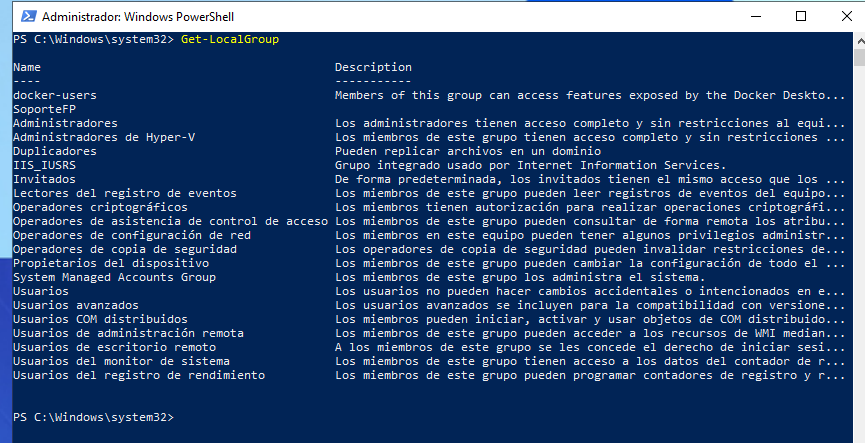 Administrador: Windows PowerShell
PS C:\Windows\system32> Get-LocalGroup
Name Description
---- -----------
docker-users Members of this group can access features exposed by the Docker Deskto...
SoporteFP
Administradores Los administradores tienen acceso completo y sin restricciones al equi...
Administradores de Hyper-V Los miembros de este grupo tienen acceso completo y sin restricciones ...
Duplicadores Pueden replicar archivos en un dominio
IIS_IUSRS Grupo integrado usado por Internet Information Services.
Invitados De forma predeterminada, los invitados tienen el mismo acceso que los ...
Lectores del registro de eventos Los miembros de este grupo pueden leer registros de eventos del equipo...
Operadores criptográficos Los miembros tienen autorización para realizar operaciones criptográfi...
Operadores de asistencia de control de acceso Los miembros de este grupo pueden consultar de forma remota los atribu...
Operadores de configuración de red Los miembros en este equipo pueden tener algunos privilegios administr...
Operadores de copia de seguridad Los operadores de copia de seguridad pueden invalidar restricciones de...
Propietarios del dispositivo Los miembros de este grupo pueden cambiar la configuración de todo el ...
System Managed Accounts Group Los miembros de este grupo los administra el sistema.
Usuarios Los usuarios no pueden hacer cambios accidentales o intencionados en e...
Usuarios avanzados Los usuarios avanzados se incluyen para la compatibilidad con versione...
Usuarios COM distribuidos Los miembros pueden iniciar, activar y usar objetos de COM distribuido...
Usuarios de administración remota Los miembros de este grupo pueden acceder a los recursos de WMI median...
Usuarios de escritorio remoto A los miembros de este grupo se les concede el derecho de iniciar sesi...
Usuarios del monitor de sistema Los miembros de este grupo tienen acceso a los datos del contador de r...
Usuarios del registro de rendimiento Los miembros de este grupo pueden programar contadores de registro y r...
PS C:\Windows\system32>